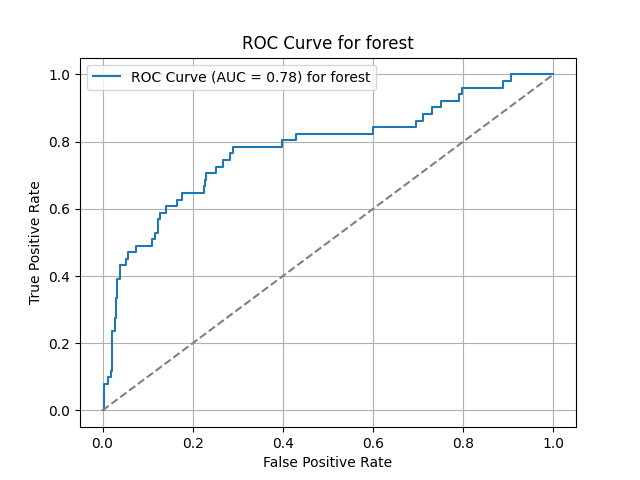 ROC Curve for forest
ROC Curve (AUC = 0.78) for forest
True Positive Rate
1.0
0.8
0.6
0.4
0.2
0.0
0.0 0.2 0.4 0.6 0.8 1.0
False Positive Rate